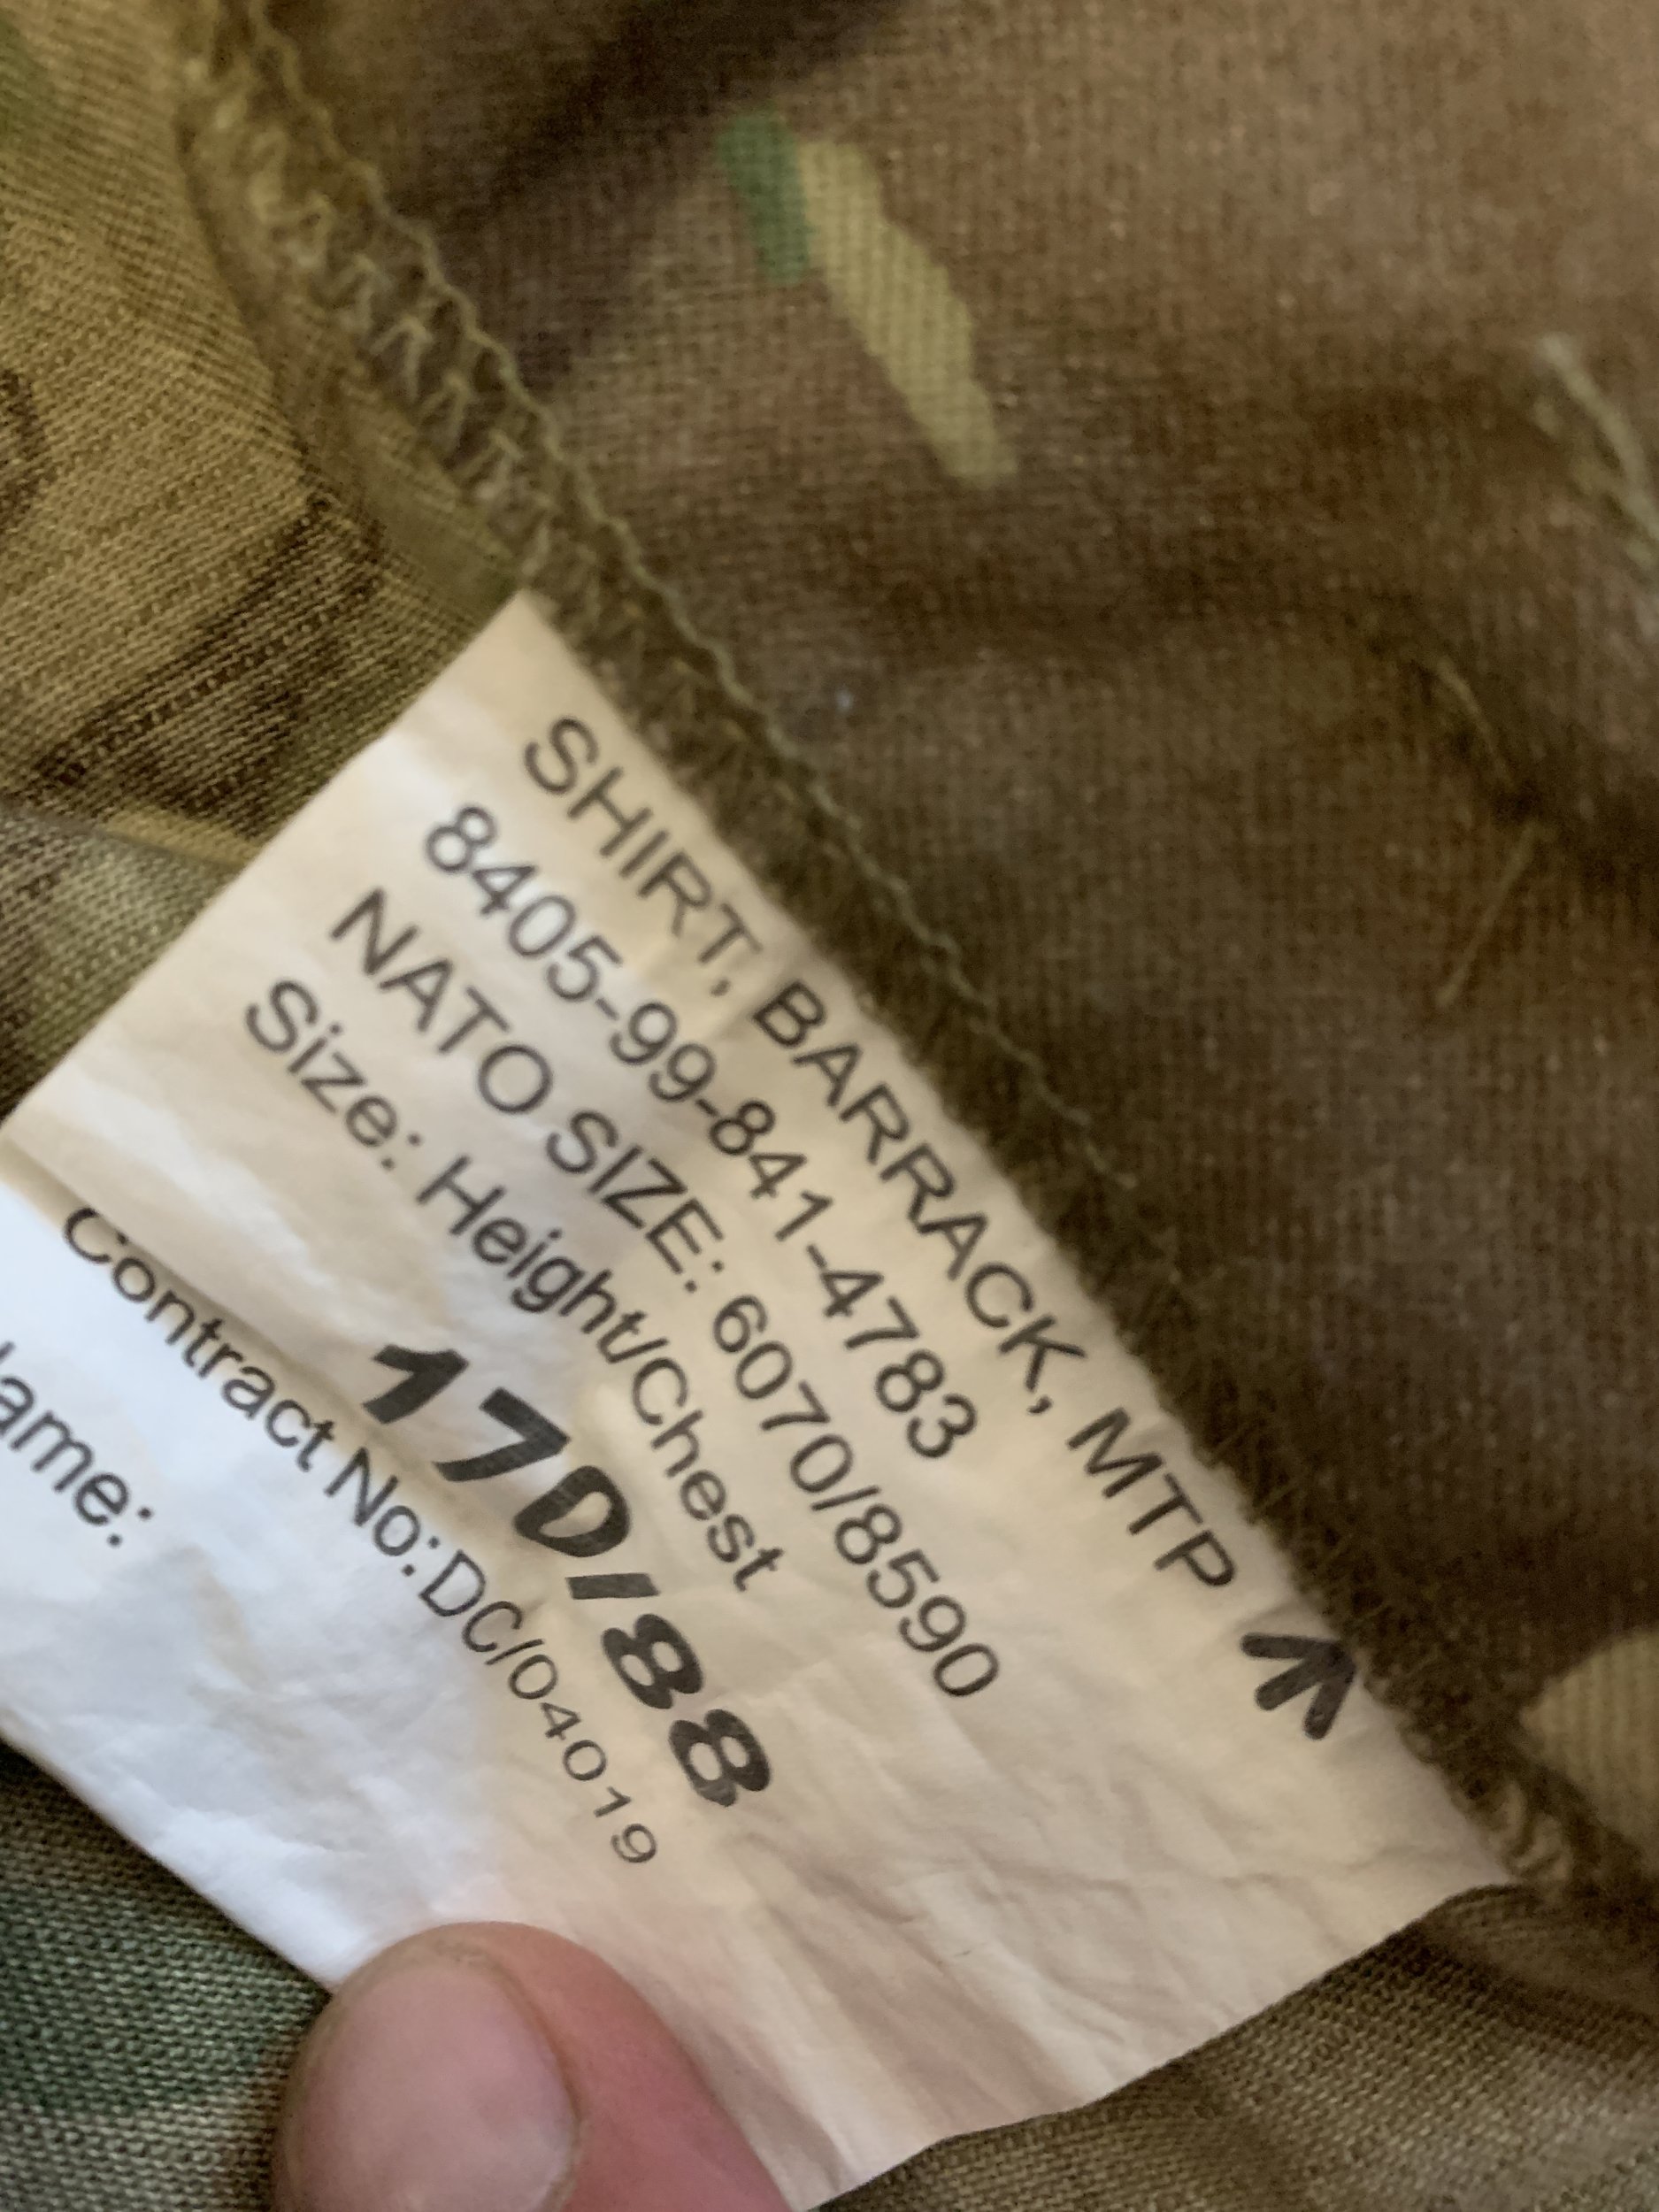 SHIRT, BARRACK, MTP
8405-99-841-4783
NATO SIZE: 6070/8590
Size: Height/Chest
170/88
Contract No:DC/04019
ame: